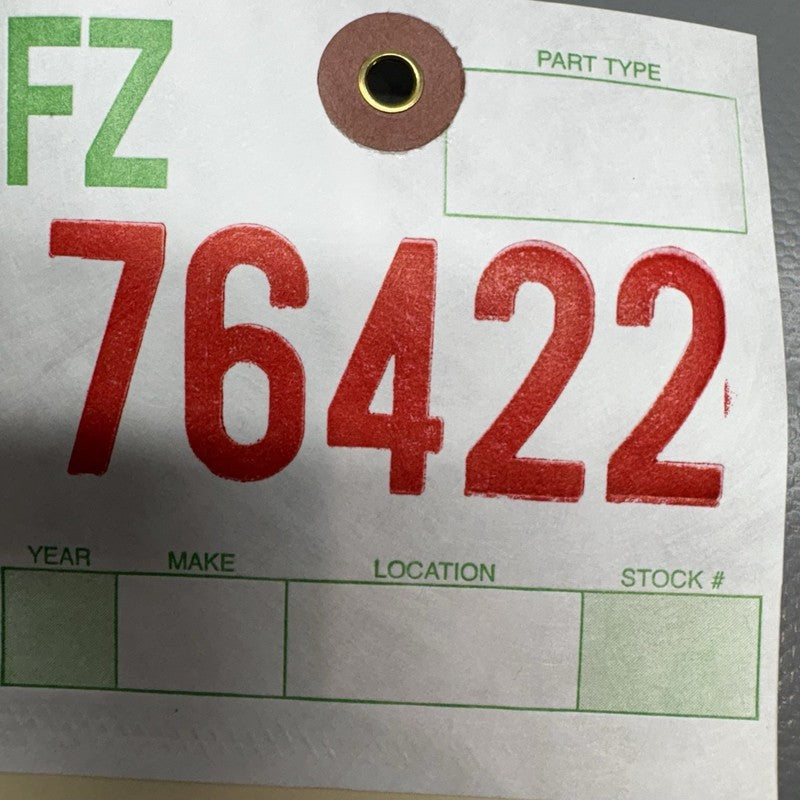 FZ
PART TYPE
76422
YEAR MAKE LOCATION STOCK #